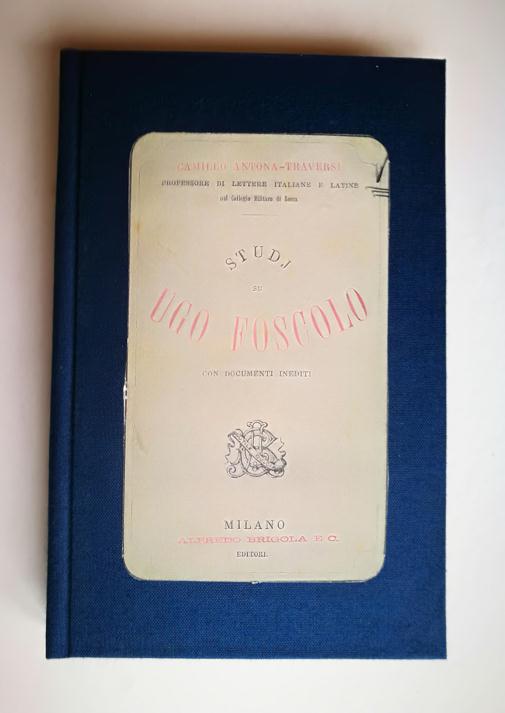 CAMILLO ANTONA-TRAVERSI
PROFESSORE DI LETTERE ITALIANE E LATINE
nel Collegio Militare di Roma
STUDJ
SU
UGO FOSCOLO
CON DOCUMENTI INEDITI
MILANO
ALFREDO BRIGOLA E C.
EDITORI.